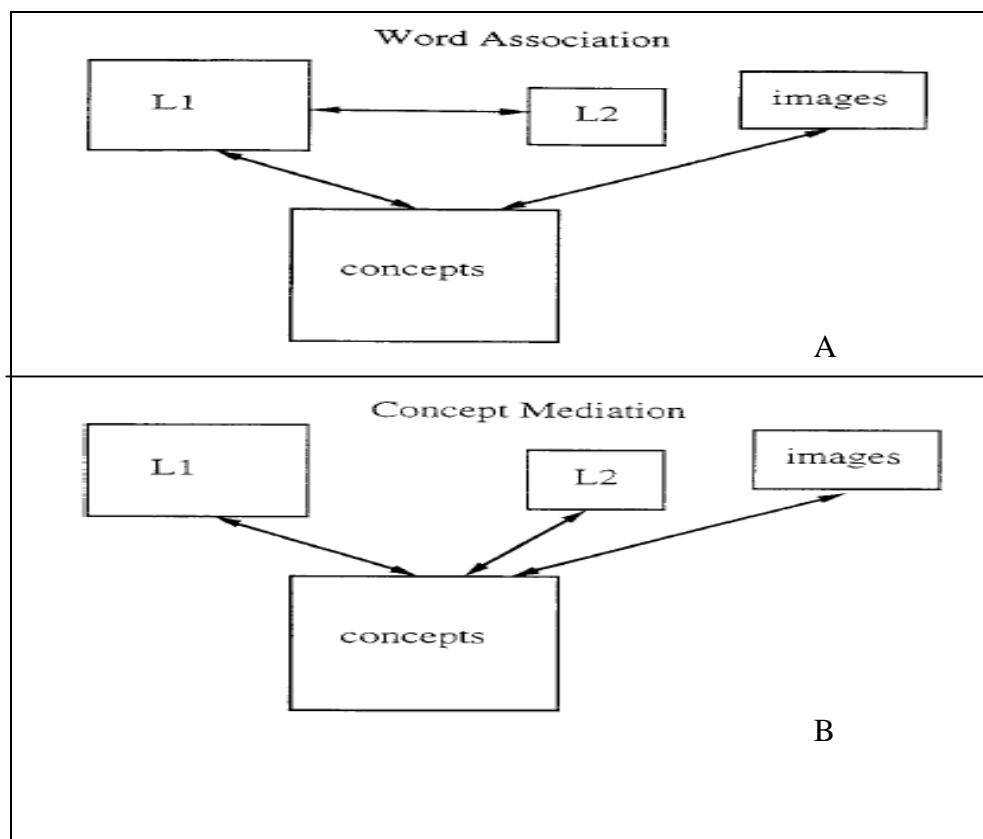 Word Association
L1
L2
images
concepts
A
Concept Mediation
L1
L2
images
concepts
B